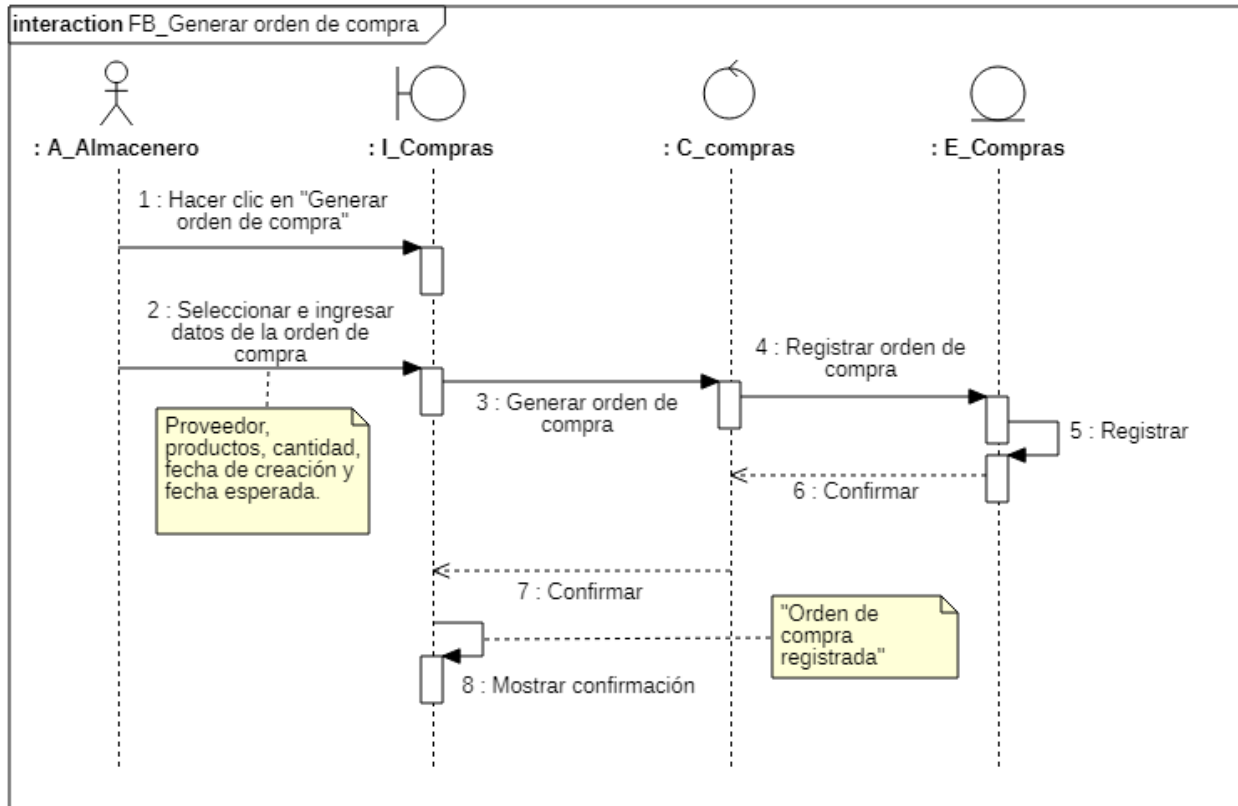 interaction FB_Generar orden de compra
: A_Almacenero
: I_Compras
: C_compras
: E_Compras
1 : Hacer clic en "Generar
orden de compra"
2 : Seleccionar e ingresar
datos de la orden de
compra
Proveedor,
productos, cantidad,
fecha de creación y
fecha esperada.
3 : Generar orden de
compra
4 : Registrar orden de
compra
5 : Registrar
6 : Confirmar
7 : Confirmar
"Orden de
compra
registrada"
8 : Mostrar confirmación